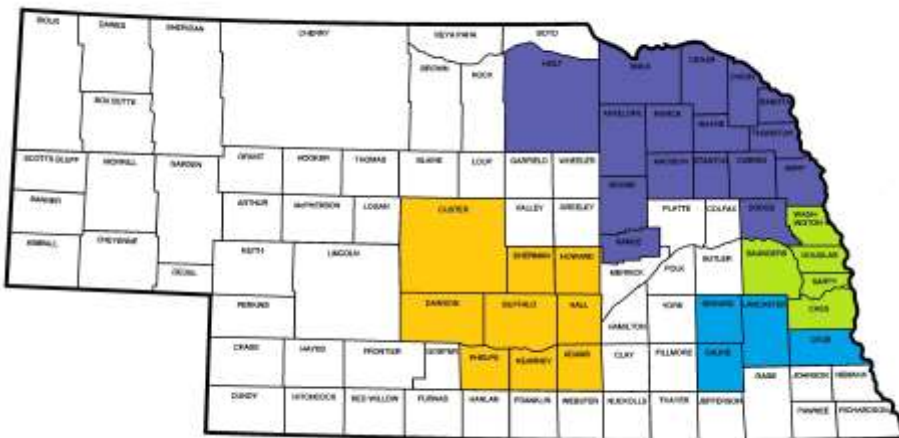 SIOUX
DAWES
SHERIDAN
CHERRY
KEYA PAHA
BOYD
BROWN
ROCK
HOLT
KNOX
CEDAR
DIXON
DAKOTA
BOX BUTTE
ANTELOPE
PIERCE
WAYNE
THURSTON
SCOTTS BLUFF
MORRILL
GARDEN
GRANT
HOOKER
THOMAS
BLAINE
LOUP
GARFIELD
WHEELER
MADISON
STANTON
CUMING
BURT
BANNER
ARTHUR
McPHERSON
LOGAN
CUSTER
VALLEY
GREELEY
BOONE
PLATTE
COLFAX
DODGE
WASH-
INGTON
KIMBALL
CHEYENNE
DEUEL
KEITH
LINCOLN
SHERMAN
HOWARD
NANCE
MERRICK
POLK
BUTLER
SAUNDERS
DOUGLAS
SARPY
PERKINS
DAWSON
BUFFALO
HALL
HAMILTON
YORK
SEWARD
LANCASTER
CASS
CHASE
HAYES
FRONTIER
GOSPER
PHELPS
KEARNEY
ADAMS
CLAY
FILLMORE
SALINE
OTOE
GAGE
JOHNSON
NEMAHA
DUNDY
HITCHCOCK
RED WILLOW
FURNAS
HARLAN
FRANKLIN
WEBSTER
NUCKOLLS
THAYER
JEFFERSON
PAWNEE
RICHARDSON